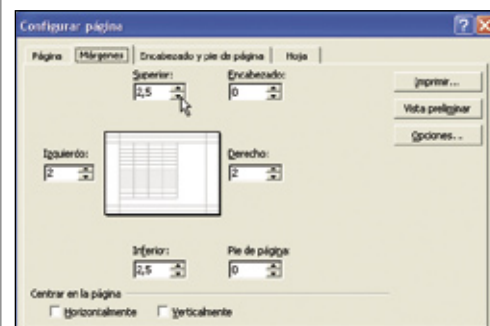 Configurar página
Página Márgenes Encabezado y pie de página Hoja
Superior: Encabezado:
2,5 0
Imprimir...
Vista preliminar
Opciones...
Izquierdo: Derecho:
2 2
Inferior: Pie de página:
2,5 0
Centrar en la página
Horizontalmente Verticalmente